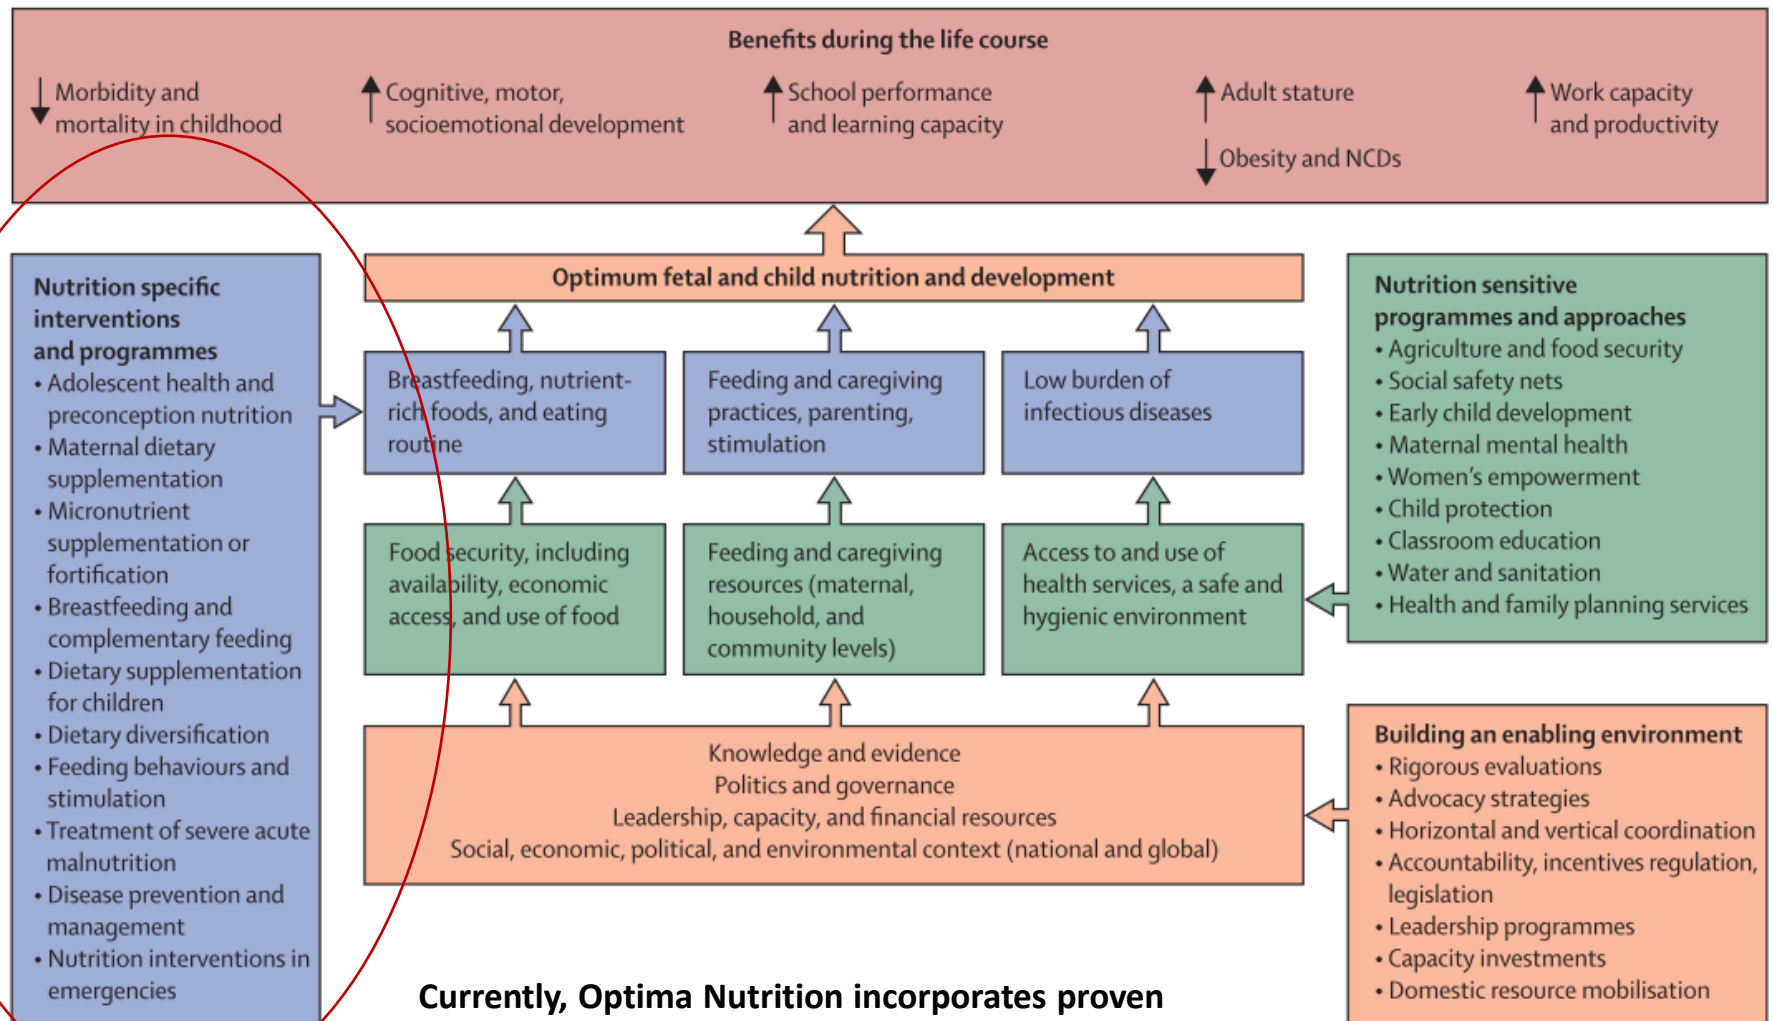 Benefits during the life course
Morbidity and
mortality in childhood
Cognitive, motor,
socioemotional development
School performance
and learning capacity
Adult stature
Obesity and NCDs
Work capacity
and productivity
Nutrition specific
interventions
and programmes
• Adolescent health and
preconception nutrition
• Maternal dietary
supplementation
• Micronutrient
supplementation or
fortification
• Breastfeeding and
complementary feeding
• Dietary supplementation
for children
• Dietary diversification
• Feeding behaviours and
stimulation
• Treatment of severe acute
malnutrition
• Disease prevention and
management
• Nutrition interventions in
emergencies
Optimum fetal and child nutrition and development
Breastfeeding, nutrient-
rich foods, and eating
routine
Feeding and caregiving
practices, parenting,
stimulation
Low burden of
infectious diseases
Food security, including
availability, economic
access, and use of food
Feeding and caregiving
resources (maternal,
household, and
community levels)
Access to and use of
health services, a safe and
hygienic environment
Knowledge and evidence
Politics and governance
Leadership, capacity, and financial resources
Social, economic, political, and environmental context (national and global)
Nutrition sensitive
programmes and approaches
• Agriculture and food security
• Social safety nets
• Early child development
• Maternal mental health
• Women's empowerment
• Child protection
• Classroom education
• Water and sanitation
• Health and family planning services
Building an enabling environment
• Rigorous evaluations
• Advocacy strategies
• Horizontal and vertical coordination
• Accountability, incentives regulation,
legislation
• Leadership programmes
• Capacity investments
• Domestic resource mobilisation
Currently, Optima Nutrition incorporates proven